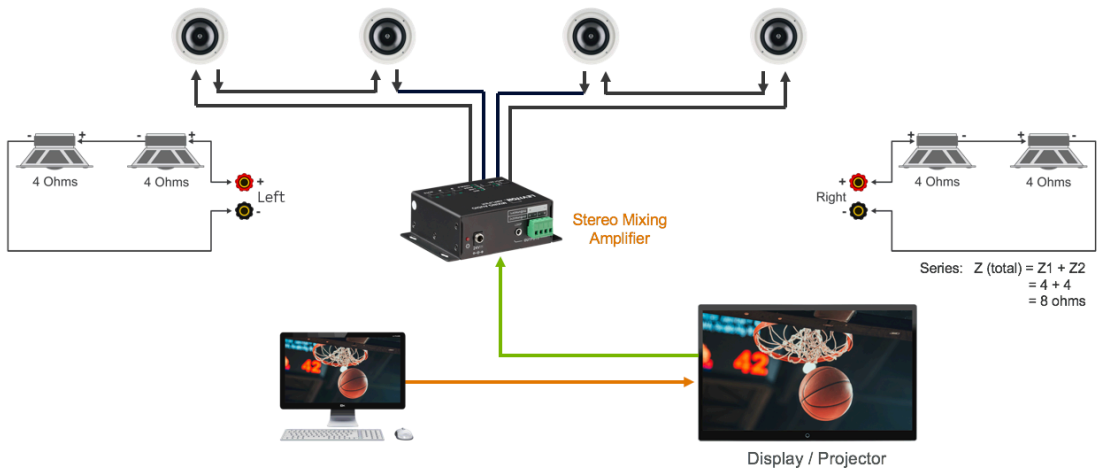 - + - +
4 Ohms 4 Ohms
+
Left
-
+ - + -
4 Ohms 4 Ohms
+
Right
-
Stereo Mixing
Amplifier
Series: Z (total) = Z1 + Z2
= 4 + 4
= 8 ohms
42
42
Display / Projector